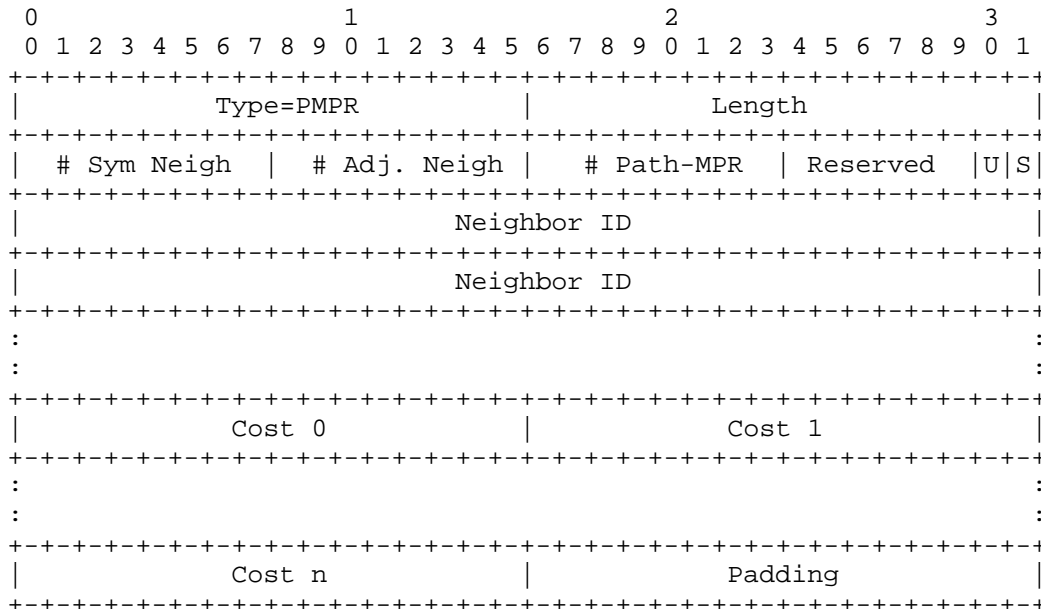 0                   1                   2                   3
 0 1 2 3 4 5 6 7 8 9 0 1 2 3 4 5 6 7 8 9 0 1 2 3 4 5 6 7 8 9 0 1
+-+-+-+-+-+-+-+-+-+-+-+-+-+-+-+-+-+-+-+-+-+-+-+-+-+-+-+-+-+-+-+-+
|           Type=PMPR           |           Length              |
+-+-+-+-+-+-+-+-+-+-+-+-+-+-+-+-+-+-+-+-+-+-+-+-+-+-+-+-+-+-+-+-+
|  # Sym Neigh  |  # Adj. Neigh |   # Path-MPR  | Reserved  |U|S|
+-+-+-+-+-+-+-+-+-+-+-+-+-+-+-+-+-+-+-+-+-+-+-+-+-+-+-+-+-+-+-+-+
|                           Neighbor ID                         |
+-+-+-+-+-+-+-+-+-+-+-+-+-+-+-+-+-+-+-+-+-+-+-+-+-+-+-+-+-+-+-+-+
|                           Neighbor ID                         |
+-+-+-+-+-+-+-+-+-+-+-+-+-+-+-+-+-+-+-+-+-+-+-+-+-+-+-+-+-+-+-+-+
:                                                               :
:                                                               :
+-+-+-+-+-+-+-+-+-+-+-+-+-+-+-+-+-+-+-+-+-+-+-+-+-+-+-+-+-+-+-+-+
|             Cost 0            |            Cost 1             |
+-+-+-+-+-+-+-+-+-+-+-+-+-+-+-+-+-+-+-+-+-+-+-+-+-+-+-+-+-+-+-+-+
:                                                               :
:                                                               :
+-+-+-+-+-+-+-+-+-+-+-+-+-+-+-+-+-+-+-+-+-+-+-+-+-+-+-+-+-+-+-+-+
|             Cost n            |            Padding            |
+-+-+-+-+-+-+-+-+-+-+-+-+-+-+-+-+-+-+-+-+-+-+-+-+-+-+-+-+-+-+-+-+